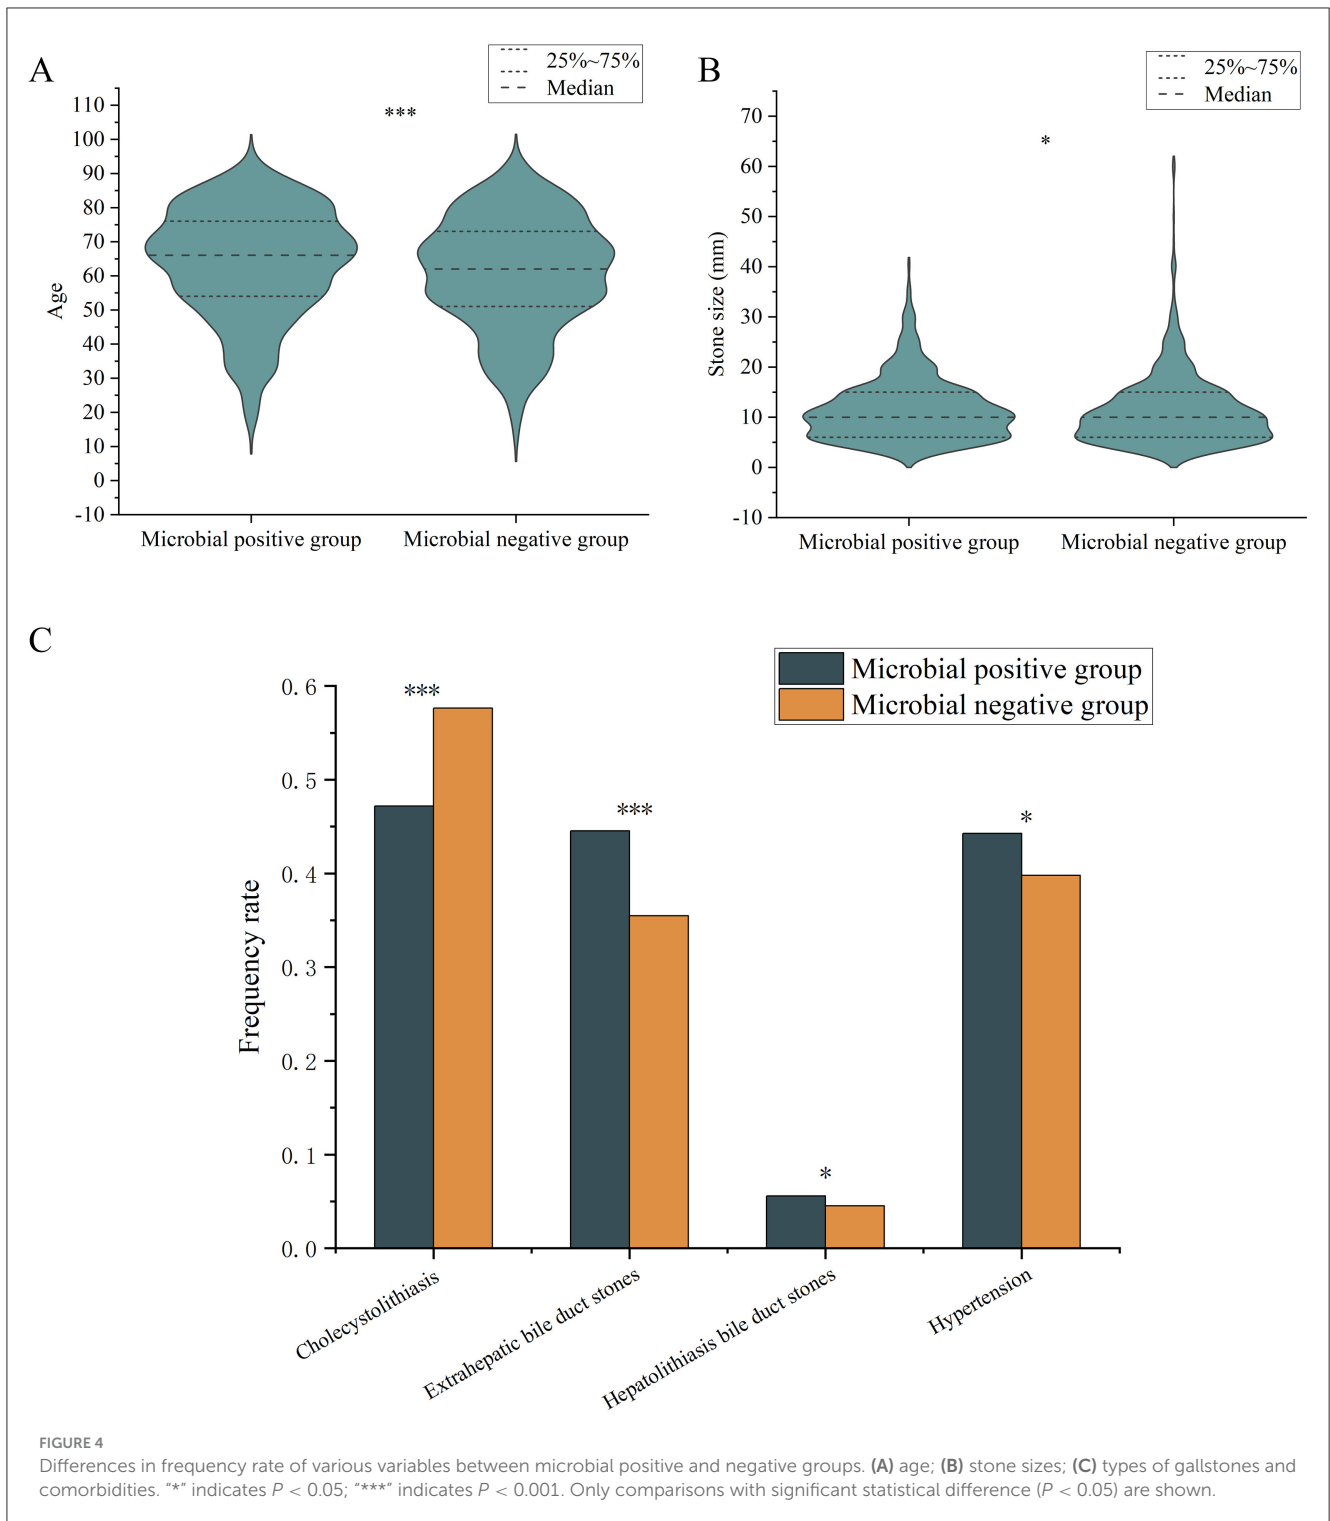 A
25%~75%
Median
***
110
100
90
80
70
60
50
40
30
20
10
0
-10
Age
Microbial positive group
Microbial negative group
B
25%~75%
Median
*
70
60
50
40
30
20
10
0
-10
Stone size (mm)
Microbial positive group
Microbial negative group
C
Microbial positive group
Microbial negative group
0.6
0.5
0.4
0.3
0.2
0.1
0.0
Frequency rate
***
***
*
*
Cholecystolithiasis
Extrahepatic bile duct stones
Hepatolithiasis bile duct stones
Hypertension
FIGURE 4
Differences in frequency rate of various variables between microbial positive and negative groups. (A) age; (B) stone sizes; (C) types of gallstones and
comorbidities. “*” indicates P < 0.05; “***” indicates P < 0.001. Only comparisons with significant statistical difference (P < 0.05) are shown.